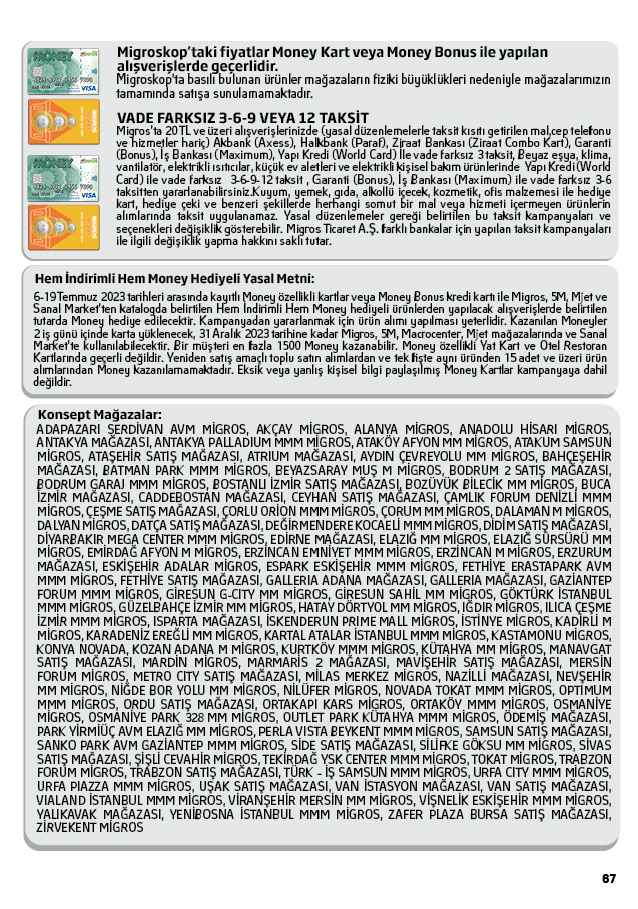 Migroskop'taki fiyatlar Money Kart veya Money Bonus ile yapılan
alışverişlerde geçerlidir.
Migroskop'ta basılı bulunan ürünler mağazaların fiziki büyüklükleri nedeniyle mağazalarımızın
tamamında satışa sunulamamaktadır.
VADE FARKSIZ 3-6-9 VEYA 12 TAKSİT
Migros'ta 20 TL ve üzeri alışverişlerinizde (yasal düzenlemelerle taksit kısıtı getirilen mal,cep telefonu
ve hizmetler hariç) Akbank (Axess), Halkbank (Paraf), Ziraat Bankası (Ziraat Combo Kart), Garanti
(Bonus), İş Bankası (Maximum), Yapı Kredi (World Card) İle vade farksız 3 taksit, Beyaz eşya, klima,
vantilatör, elektrikli ısıtıcılar, küçük ev aletleri ve elektrikli kişisel bakım ürünlerinde Yapı Kredi (World
Card) ile vade farksız 3-6-9-12 taksit , Garanti (Bonus), İş Bankası (Maximum) ile vade farksız 3-6
taksitten yararlanabilirsiniz.Kuyum, yemek, gıda, alkollü içecek, kozmetik, ofis malzemesi ile hediye
kart, hediye çeki ve benzeri şekillerde herhangi somut bir mal veya hizmeti içermeyen ürünlerin
alımlarında taksit uygulanamaz. Yasal düzenlemeler gereği belirtilen bu taksit kampanyaları ve
seçenekleri değişiklik gösterebilir. Migros Ticaret A.Ş. farklı bankalar için yapılan taksit kampanyaları
ile ilgili değişiklik yapma hakkını saklı tutar.
Hem İndirimli Hem Money Hediyeli Yasal Metni:
6-19 Temmuz 2023 tarihleri arasında kayıtlı Money özellikli kartlar veya Money Bonus kredi kartı ile Migros, 5M, Mjet ve
Sanal Market'ten katalogda belirtilen Hem İndirimli Hem Money hediyeli ürünlerden yapılacak alışverişlerde belirtilen
tutarda Money hediye edilecektir. Kampanyadan yararlanmak için ürün alımı yapılması yeterlidir. Kazanılan Moneyler
2 iş günü içinde karta yüklenecek, 31 Aralık 2023 tarihine kadar Migros, 5M, Macrocenter, Mjet mağazalarında ve Sanal
Market'te kullanılabilecektir. Bir müşteri en fazla 1500 Money kazanabilir. Money özellikli Yat Kart ve Otel Restoran
Kartlarında geçerli değildir. Yeniden satış amaçlı toplu satın alımlardan ve tek fişte aynı üründen 15 adet ve üzeri ürün
alımlarından Money kazanılamamaktadır. Eksik veya yanlış kişisel bilgi paylaşılmış Money Kartlar kampanyaya dahil
değildir.
Konsept Mağazalar:
ADAPAZARI SERDİVAN AVM MİGROS, AKÇAY MİGROS, ALANYA MİGROS, ANADOLU HİSARI MİGROS,
ANTAKYA MAĞAZASI, ANTAKYA PALLADIUM MMM MİGROS, ATAKÖY AFYON MM MİGROS, ATAKUM SAMSUN
MİGROS, ATAŞEHİR SATIŞ MAĞAZASI, ATRIUM MAĞAZASI, AYDIN ÇEVREYOLU MM MİGROS, BAHÇEŞEHİR
MAĞAZASI, BATMAN PARK MMM MİGROS, BEYAZSARAY MUŞ M MİGROS, BODRUM 2 SATIŞ MAĞAZASI,
BODRUM GARAJ MMM MİGROS, BOSTANLI İZMİR SATIŞ MAĞAZASI, BOZÜYÜK BİLECİK MM MİGROS, BUCA
İZMİR MAĞAZASI, CADDEBOSTAN MAĞAZASI, CEYHAN SATIŞ MAĞAZASI, ÇAMLIK FORUM DENİZLİ MMM
MİGROS, ÇEŞME SATIŞ MAĞAZASI, ÇORLU ORİON MMM MİGROS, ÇORUM MM MİGROS, DALAMAN M MİGROS,
DALYAN MİGROS, DATÇA SATIŞ MAĞAZASI, DEĞİRMENDERE KOCAELİ MMM MİGROS, DİDİM SATIŞ MAĞAZASI,
DİYARBAKIR MEGA CENTER MMM MİGROS, EDİRNE MAĞAZASI, ELAZIĞ MM MİGROS, ELAZIĞ SÜRSÜRÜ MM
MİGROS, EMİRDAĞ AFYON M MİGROS, ERZİNCAN EMNİYET MMM MİGROS, ERZİNCAN M MİGROS, ERZURUM
MAĞAZASI, ESKİŞEHİR ADALAR MİGROS, ESPARK ESKİŞEHİR MMM MİGROS, FETHİYE ERASTAPARK AVM
MMM MİGROS, FETHİYE SATIŞ MAĞAZASI, GALLERIA ADANA MAĞAZASI, GALLERIA MAĞAZASI, GAZİANTEP
FORUM MMM MİGROS, GİRESUN G-CITY MM MİGROS, GİRESUN SAHİL MM MİGROS, GÖKTÜRK İSTANBUL
MMM MİGROS, GÜZELBAHÇE İZMİR MM MİGROS, HATAY DÖRTYOL MM MİGROS, IĞDIR MİGROS, ILICA ÇEŞME
İZMİR MMM MİGROS, ISPARTA MAĞAZASI, İSKENDERUN PRIME MALL MİGROS, İSTİNYE MİGROS, KADİRLİ M
MİGROS, KARADENİZ EREĞLİ MM MİGROS, KARTAL ATALAR İSTANBUL MMM MİGROS, KASTAMONU MİGROS,
KONYA NOVADA, KOZAN ADANA M MİGROS, KURTKÖY MMM MİGROS, KÜTAHYA MM MİGROS, MANAVGAT
SATIŞ MAĞAZASI, MARDİN MİGROS, MARMARİS 2 MAĞAZASI, MAVİŞEHİR SATIŞ MAĞAZASI, MERSİN
FORUM MİGROS, METRO CITY SATIŞ MAĞAZASI, MİLAS MERKEZ MİGROS, NAZİLLİ MAĞAZASI, NEVŞEHİR
MM MİGROS, NİĞDE BOR YOLU MM MİGROS, NİLÜFER MİGROS, NOVADA TOKAT MMM MİGROS, OPTİMUM
MMM MİGROS, ORDU SATIŞ MAĞAZASI, ORTAKAPI KARS MİGROS, ORTAKÖY MMM MİGROS, OSMANİYE
MİGROS, OSMANİYE PARK 328 MM MİGROS, OUTLET PARK KÜTAHYA MMM MİGROS, ÖDEMİŞ MAĞAZASI,
PARK YİRMİÜÇ AVM ELAZIĞ MM MİGROS, PERLA VISTA BEYKENT MMM MİGROS, SAMSUN SATIŞ MAĞAZASI,
SANKO PARK AVM GAZİANTEP MMM MİGROS, SİDE SATIŞ MAĞAZASI, SİLİFKE GÖKSU MM MİGROS, SİVAS
SATIŞ MAĞAZASI, ŞİŞLİ CEVAHİR MİGROS, TEKİRDAĞ YSK CENTER MMM MİGROS, TOKAT MİGROS, TRABZON
FORUM MİGROS, TRABZON SATIŞ MAĞAZASI, TÜRK - İŞ SAMSUN MMM MİGROS, URFA CITY MMM MİGROS,
URFA PIAZZA MMM MİGROS, UŞAK SATIŞ MAĞAZASI, VAN İSTASYON MAĞAZASI, VAN SATIŞ MAĞAZASI,
VIALAND İSTANBUL MMM MİGROS, VİRANŞEHİR MERSİN MM MİGROS, VİŞNELİK ESKİŞEHİR MMM MİGROS,
YALIKAVAK MAĞAZASI, YENİBOSNA İSTANBUL MMM MİGROS, ZAFER PLAZA BURSA SATIŞ MAĞAZASI,
ZİRVEKENT MİGROS
67